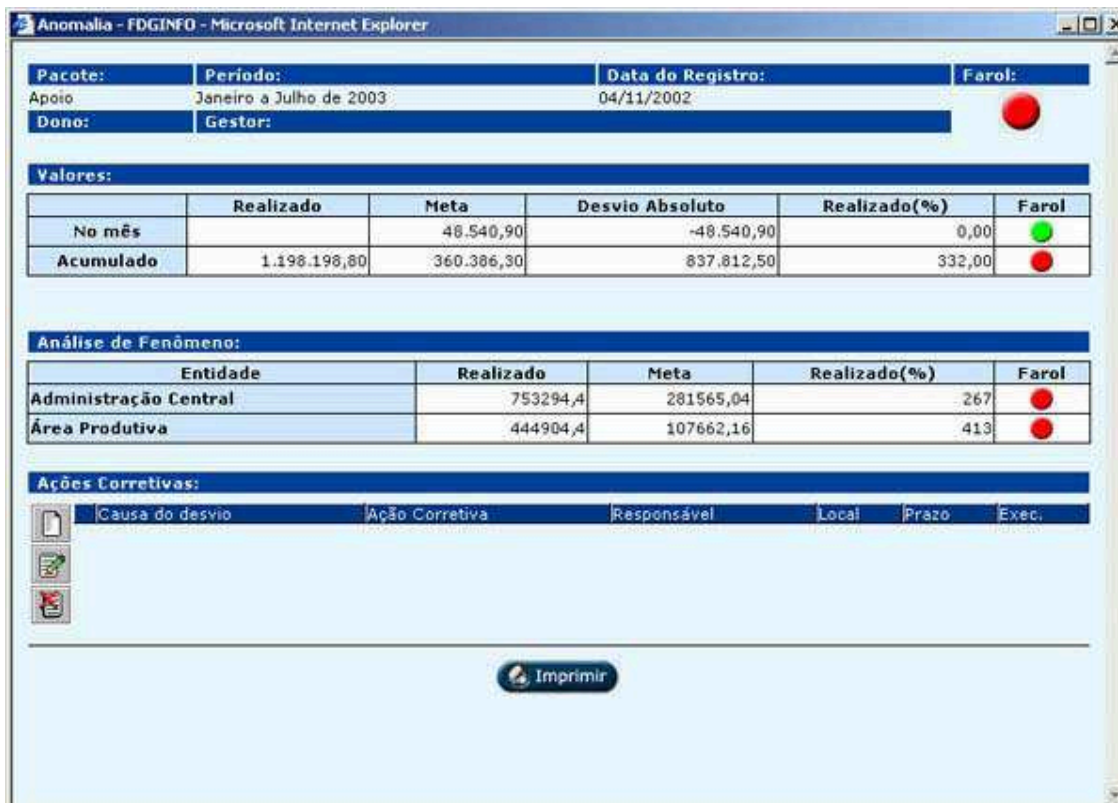 Anomalia - FDGINFO - Microsoft Internet Explorer
Pacote: Período: Data do Registro: Farol:
Apoio Janeiro a Julho de 2003 04/11/2002
Dono: Gestor:
Valores:
Realizado Meta Desvio Absoluto Realizado(%) Farol
No mês 48.540,90 -48.540,90 0,00
Acumulado 1.198.198,80 360.386,30 837.812,50 332,00
Análise de Fenômeno:
Entidade Realizado Meta Realizado(%) Farol
Administração Central 753294,4 281565,04 267
Área Produtiva 444904,4 107662,16 413
Ações Corretivas:
Causa do desvio Ação Corretiva Responsável Local Prazo Exec.
Imprimir